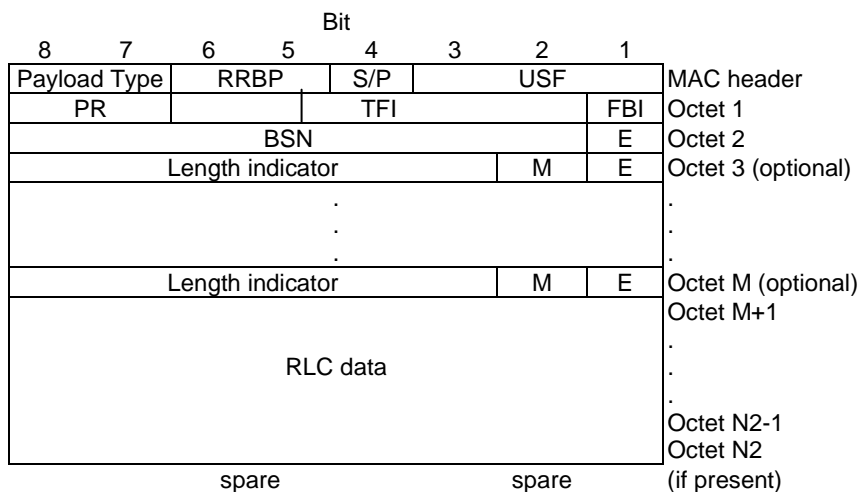 Bit
8 7 6 5 4 3 2 1
Payload Type RRBP S/P USF MAC header
PR TFI FBI Octet 1
BSN E Octet 2
Length indicator M E Octet 3 (optional)
. .
. .
. .
Length indicator M E Octet M (optional)
Octet M+1
.
RLC data .
.
Octet N2-1
Octet N2
spare spare (if present)